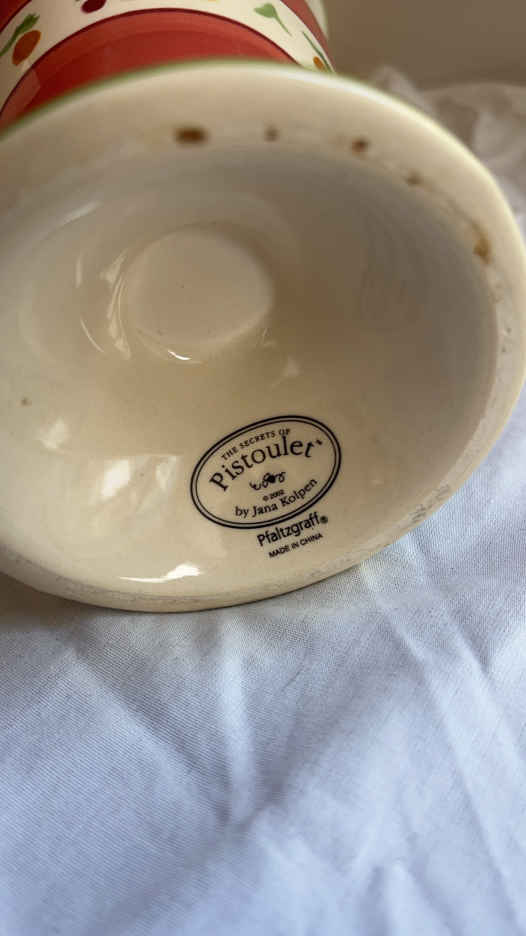 THE SECRETS OF
Pistoulet®
© 2002
by Jana Kolpen
Pfaltzgraff®
MADE IN CHINA